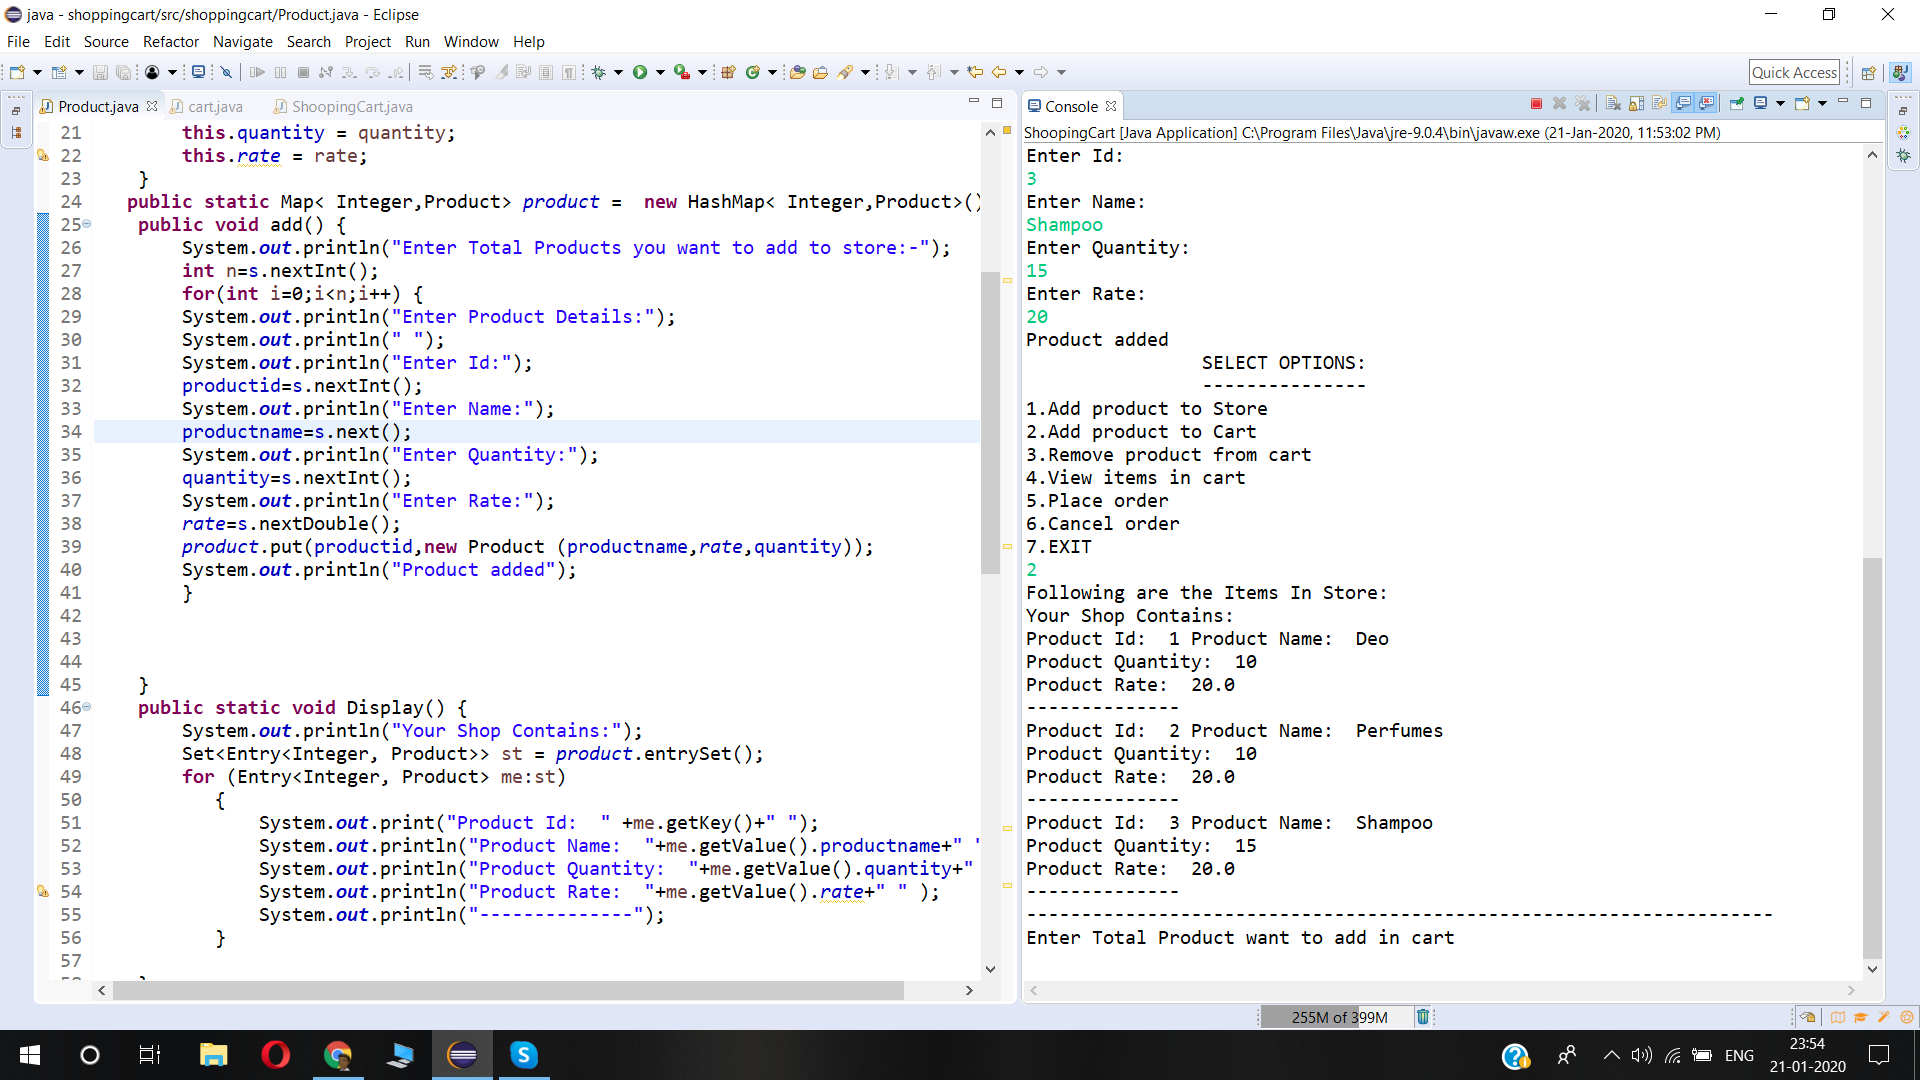 java - shoppingcart/src/shoppingcart/Product.java - Eclipse
File Edit Source Refactor Navigate Search Project Run Window Help
Quick Access
Product.java cart.java ShoopingCart.java
21 this.quantity = quantity;
22 this.rate = rate;
23 }
24 public static Map< Integer,Product> product = new HashMap< Integer,Product>()
25 public void add() {
26 System.out.println("Enter Total Products you want to add to store:-");
27 int n=s.nextInt();
28 for(int i=0;i<n;i++) {
29 System.out.println("Enter Product Details:");
30 System.out.println(" ");
31 System.out.println("Enter Id:");
32 productid=s.nextInt();
33 System.out.println("Enter Name:");
34 productname=s.next();
35 System.out.println("Enter Quantity:");
36 quantity=s.nextInt();
37 System.out.println("Enter Rate:");
38 rate=s.nextDouble();
39 product.put(productid,new Product (productname,rate,quantity));
40 System.out.println("Product added");
41 }
42
43
44
45 }
46 public static void Display() {
47 System.out.println("Your Shop Contains:");
48 Set<Entry<Integer, Product>> st = product.entrySet();
49 for (Entry<Integer, Product> me:st)
50 {
51 System.out.print("Product Id:  " +me.getKey()+" ");
52 System.out.println("Product Name:  "+me.getValue().productname+" "
53 System.out.println("Product Quantity:  "+me.getValue().quantity+"
54 System.out.println("Product Rate:  "+me.getValue().rate+" " );
55 System.out.println("--------------");
56 }
57
Console
ShoopingCart [Java Application] C:\Program Files\Java\jre-9.0.4\bin\javaw.exe (21-Jan-2020, 11:53:02 PM)
Enter Id:
3
Enter Name:
Shampoo
Enter Quantity:
15
Enter Rate:
20
Product added
SELECT OPTIONS:
---------------
1.Add product to Store
2.Add product to Cart
3.Remove product from cart
4.View items in cart
5.Place order
6.Cancel order
7.EXIT
2
Following are the Items In Store:
Your Shop Contains:
Product Id:  1 Product Name:  Deo
Product Quantity:  10
Product Rate:  20.0
--------------
Product Id:  2 Product Name:  Perfumes
Product Quantity:  10
Product Rate:  20.0
--------------
Product Id:  3 Product Name:  Shampoo
Product Quantity:  15
Product Rate:  20.0
--------------
--------------------------------------------------------------------
Enter Total Product want to add in cart
255M of 399M
ENG
23:54
21-01-2020